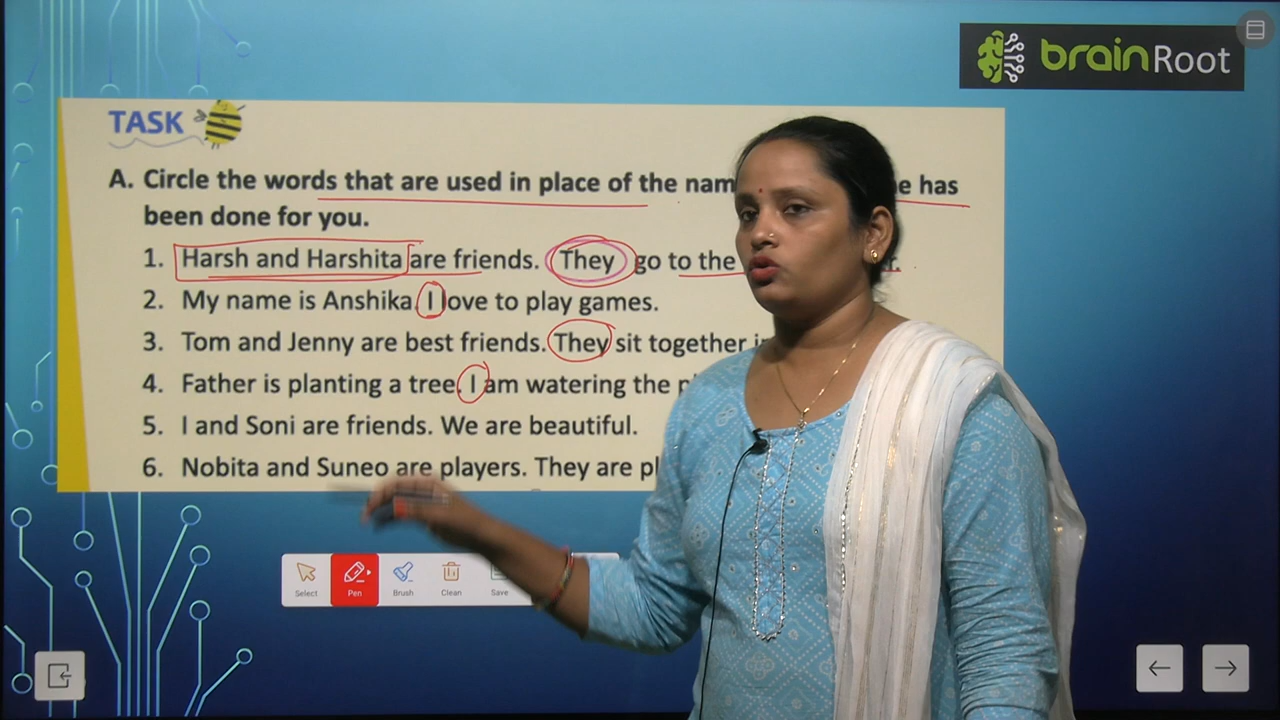 brainRoot
TASK
A. Circle the words that are used in place of the has
been done for you.
1. Harsh and Harshita are friends. They go to the
2. My name is Anshika. I love to play games.
3. Tom and Jenny are best friends. They sit together
4. Father is planting a tree. I am watering the
5. I and Soni are friends. We are beautiful.
6. Nobita and Suneo are players. They are
Select Pen Brush Clean
Save